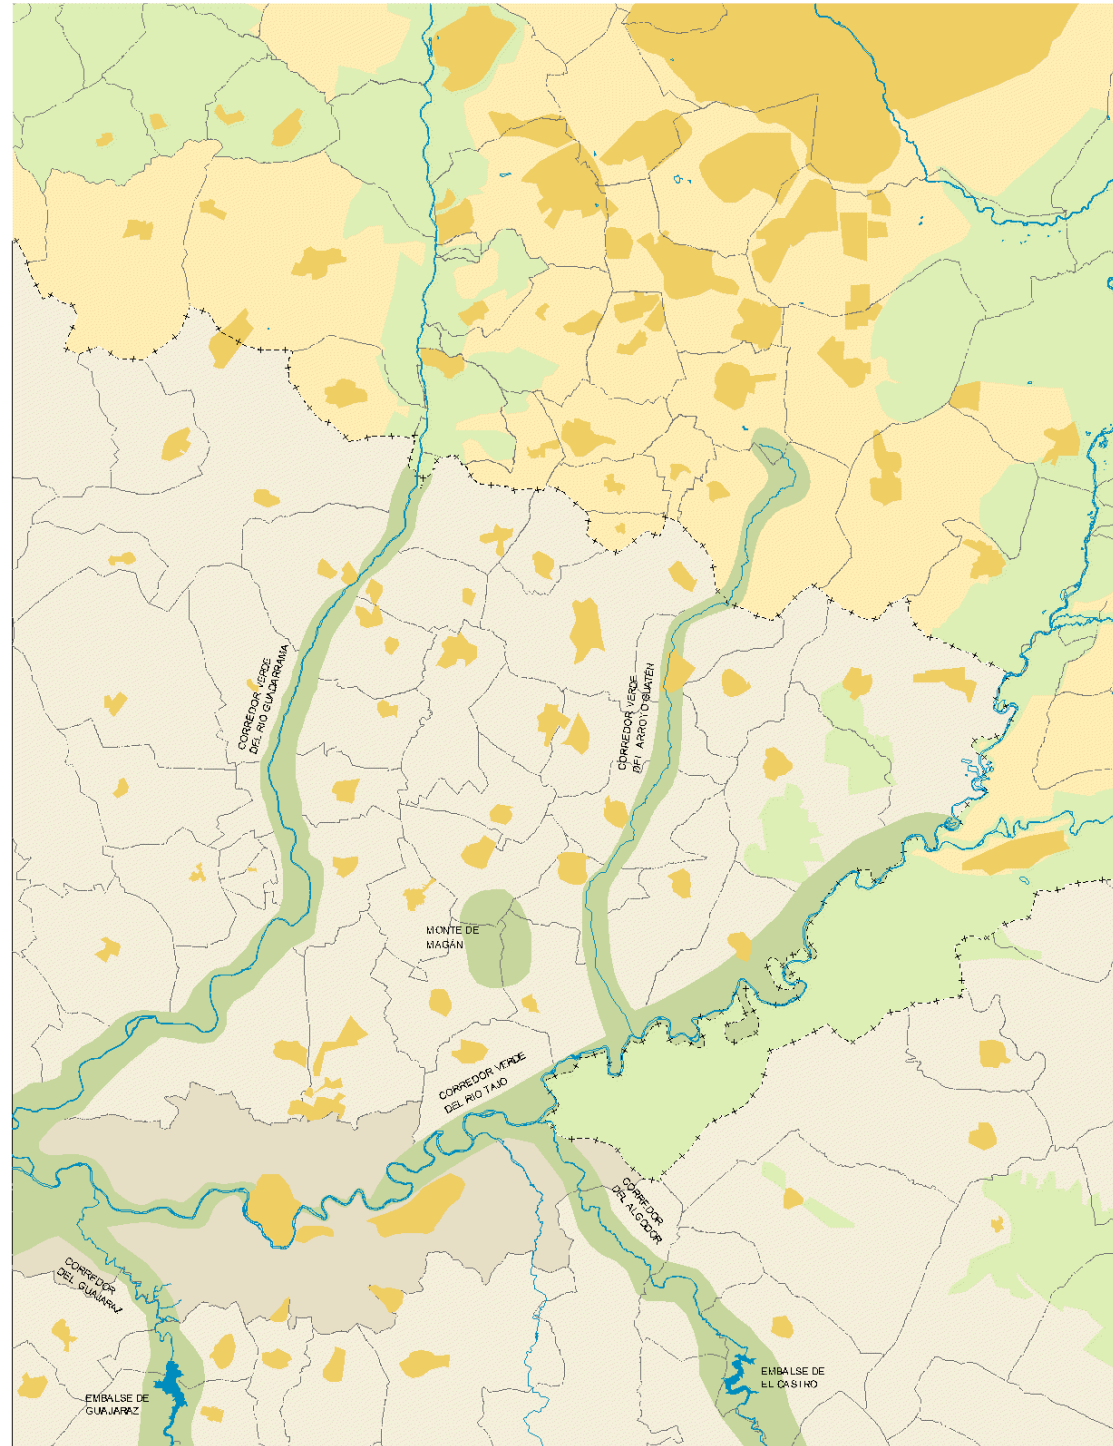 CORREDOR VERDE
DEL RIO GUADARRAMA
CORREDOR VERDE
DEL ARROYO GUATÉN
MONTE DE
MAGÁN
CORREDOR VERDE
DEL RIO TAJO
CORREDOR
DEL ALGODOR
CORREDOR
DEL GUAJARAZ
EMBALSE DE
EL CASTRO
EMBALSE DE
GUAJARAZ